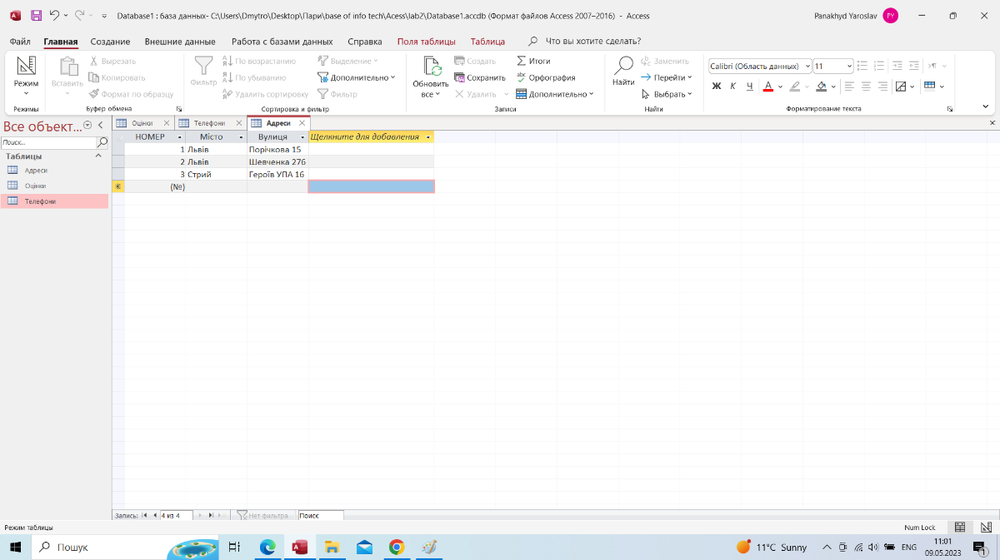 Database1 : база данных- C:\Users\Dmytro\Desktop\Пари\base of info tech\Acess\lab2\Database1.accdb (Формат файлов Access 2007–2016) - Access
Panakhyd Yaroslav
PY
Файл Главная Создание Внешние данные Работа с базами данных Справка Поля таблицы Таблица Что вы хотите сделать?
Режим
Режимы
Вставить
Вырезать
Копировать
Формат по образцу
Буфер обмена
Фильтр
По возрастанию
По убыванию
Удалить сортировку
Выделение
Дополнительно
Фильтр
Сортировка и фильтр
Обновить
все
Создать
Сохранить
Удалить
Итоги
Орфография
Дополнительно
Записи
Найти
Заменить
Перейти
Выбрать
Найти
Calibri (Область данных) 11
Ж К Ч А
Форматирование текста
Все объект...
Поиск...
Таблицы
Адреси
Оцінки
Телефони
Оцінки Телефони Адреси
НОМЕР Місто Вулиця Щелкните для добавления
1 Львів Порічкова 15
2 Львів Шевченка 276
3 Стрий Героїв УПА 16
(№)
Запись: 4 из 4 Нет фильтра Поиск
Режим таблицы
Num Lock
Пошук
11°C Sunny
ENG
11:01
09.05.2023
1